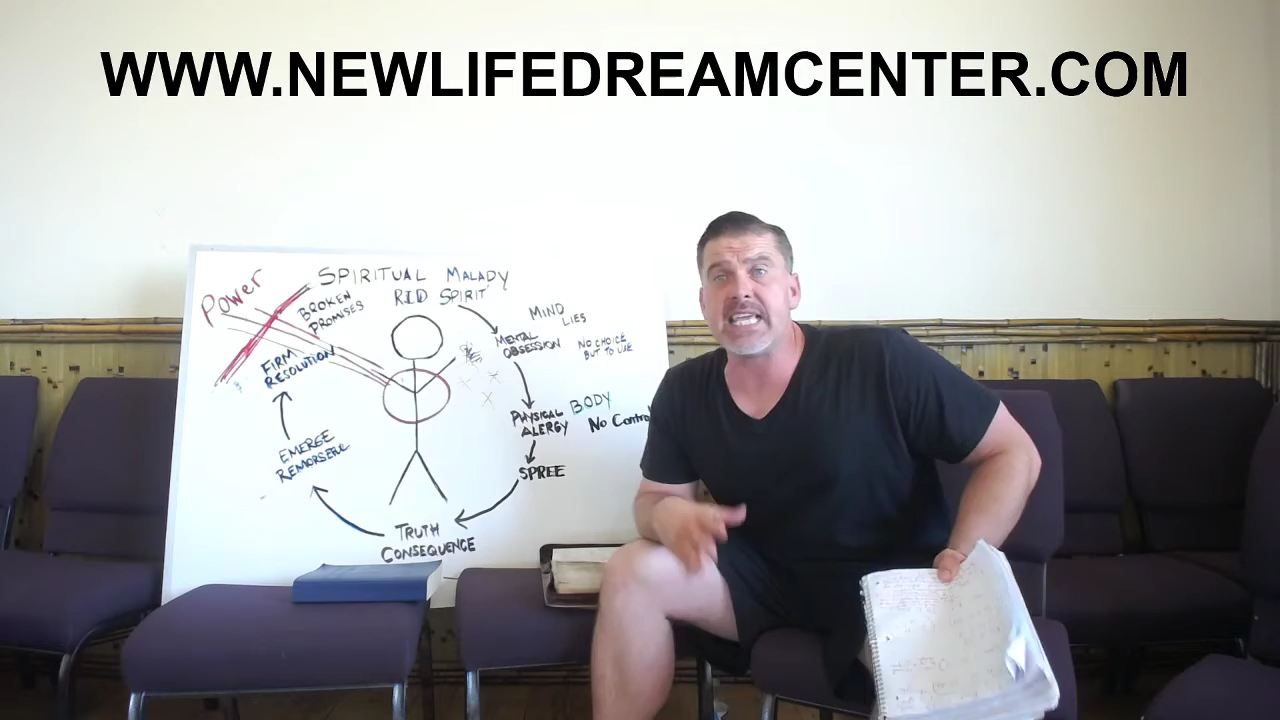 WWW.NEWLIFEDREAMCENTER.COM
Power
SPIRITUAL MALADY
RID SPIRIT
BROKEN
PROMISES
MIND
LIES
MENTAL
OBSESSION
NO CHOICE
BUT TO USE
FIRM
RESOLUTION
PHYSICAL
ALERGY
BODY
No Control
EMERGE
REMORSEFUL
SPREE
TRUTH
CONSEQUENCE